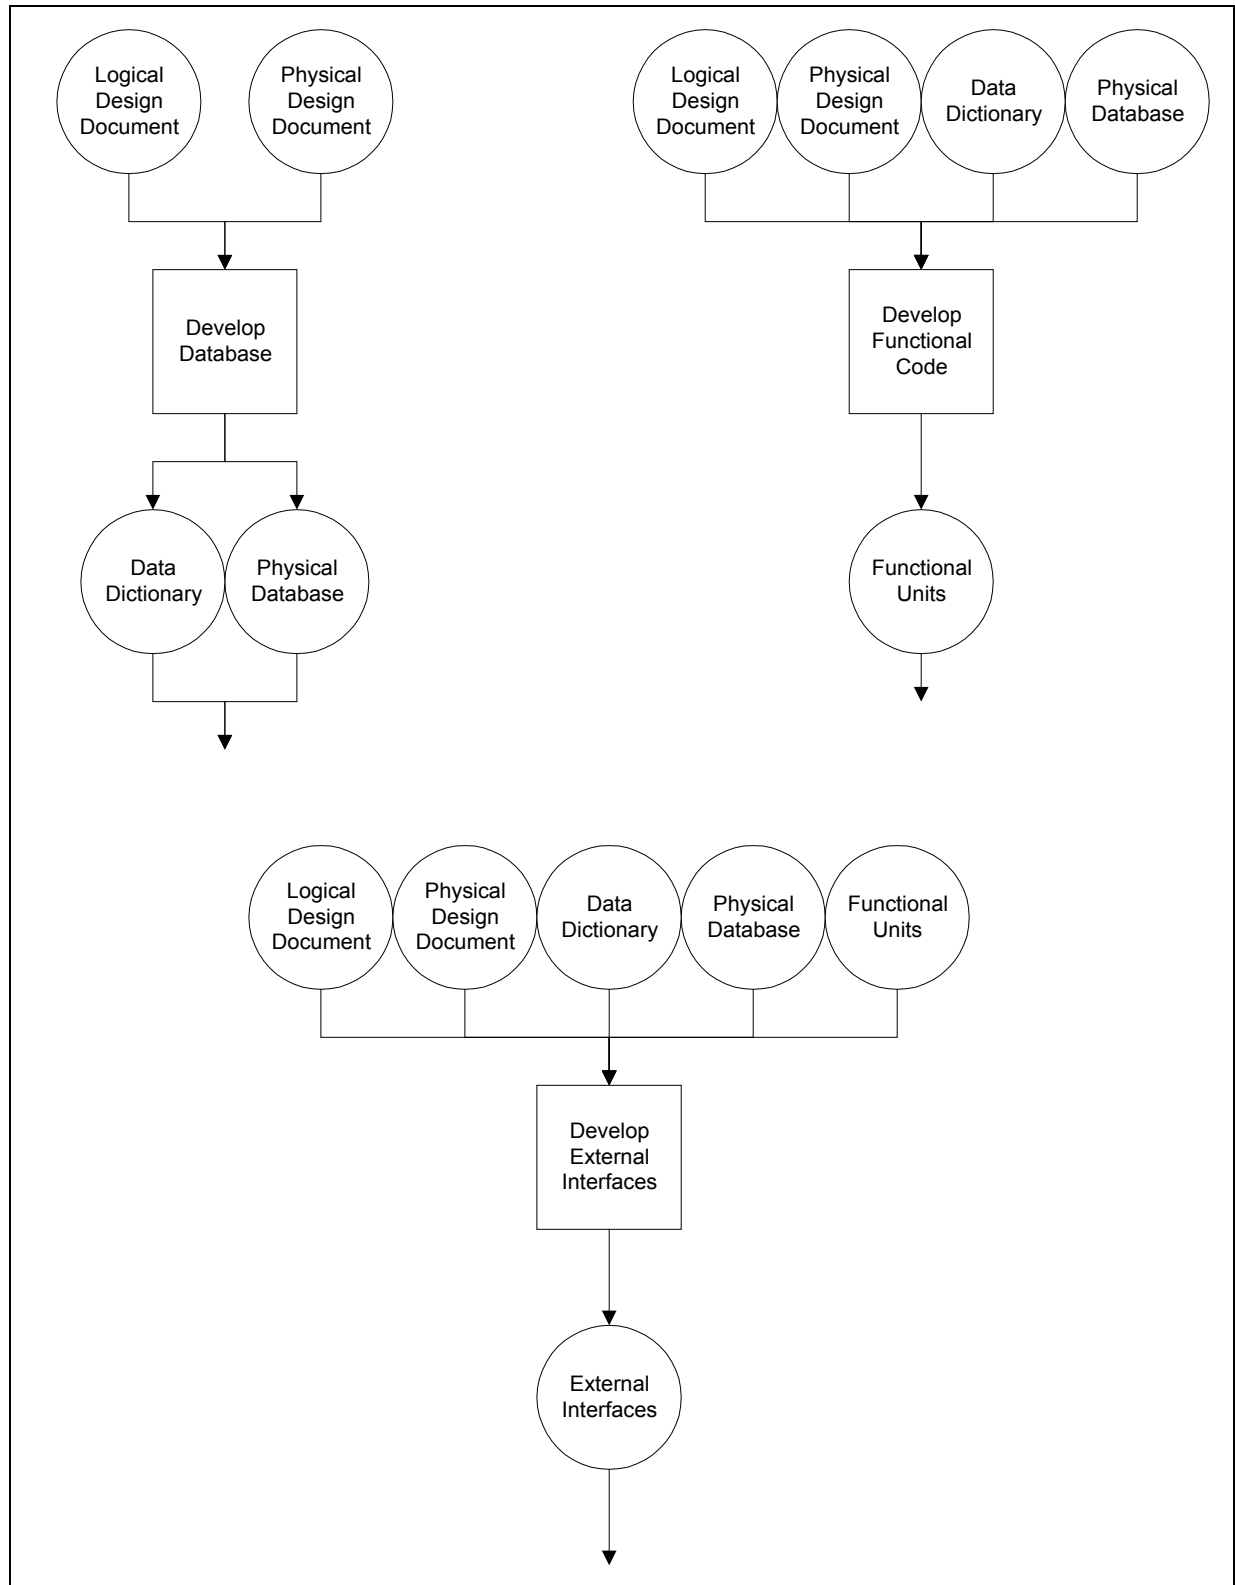 Logical
Design
Document
Physical
Design
Document
Logical
Design
Document
Physical
Design
Document
Data
Dictionary
Physical
Database
Develop
Database
Develop
Functional
Code
Data
Dictionary
Physical
Database
Functional
Units
Logical
Design
Document
Physical
Design
Document
Data
Dictionary
Physical
Database
Functional
Units
Develop
External
Interfaces
External
Interfaces